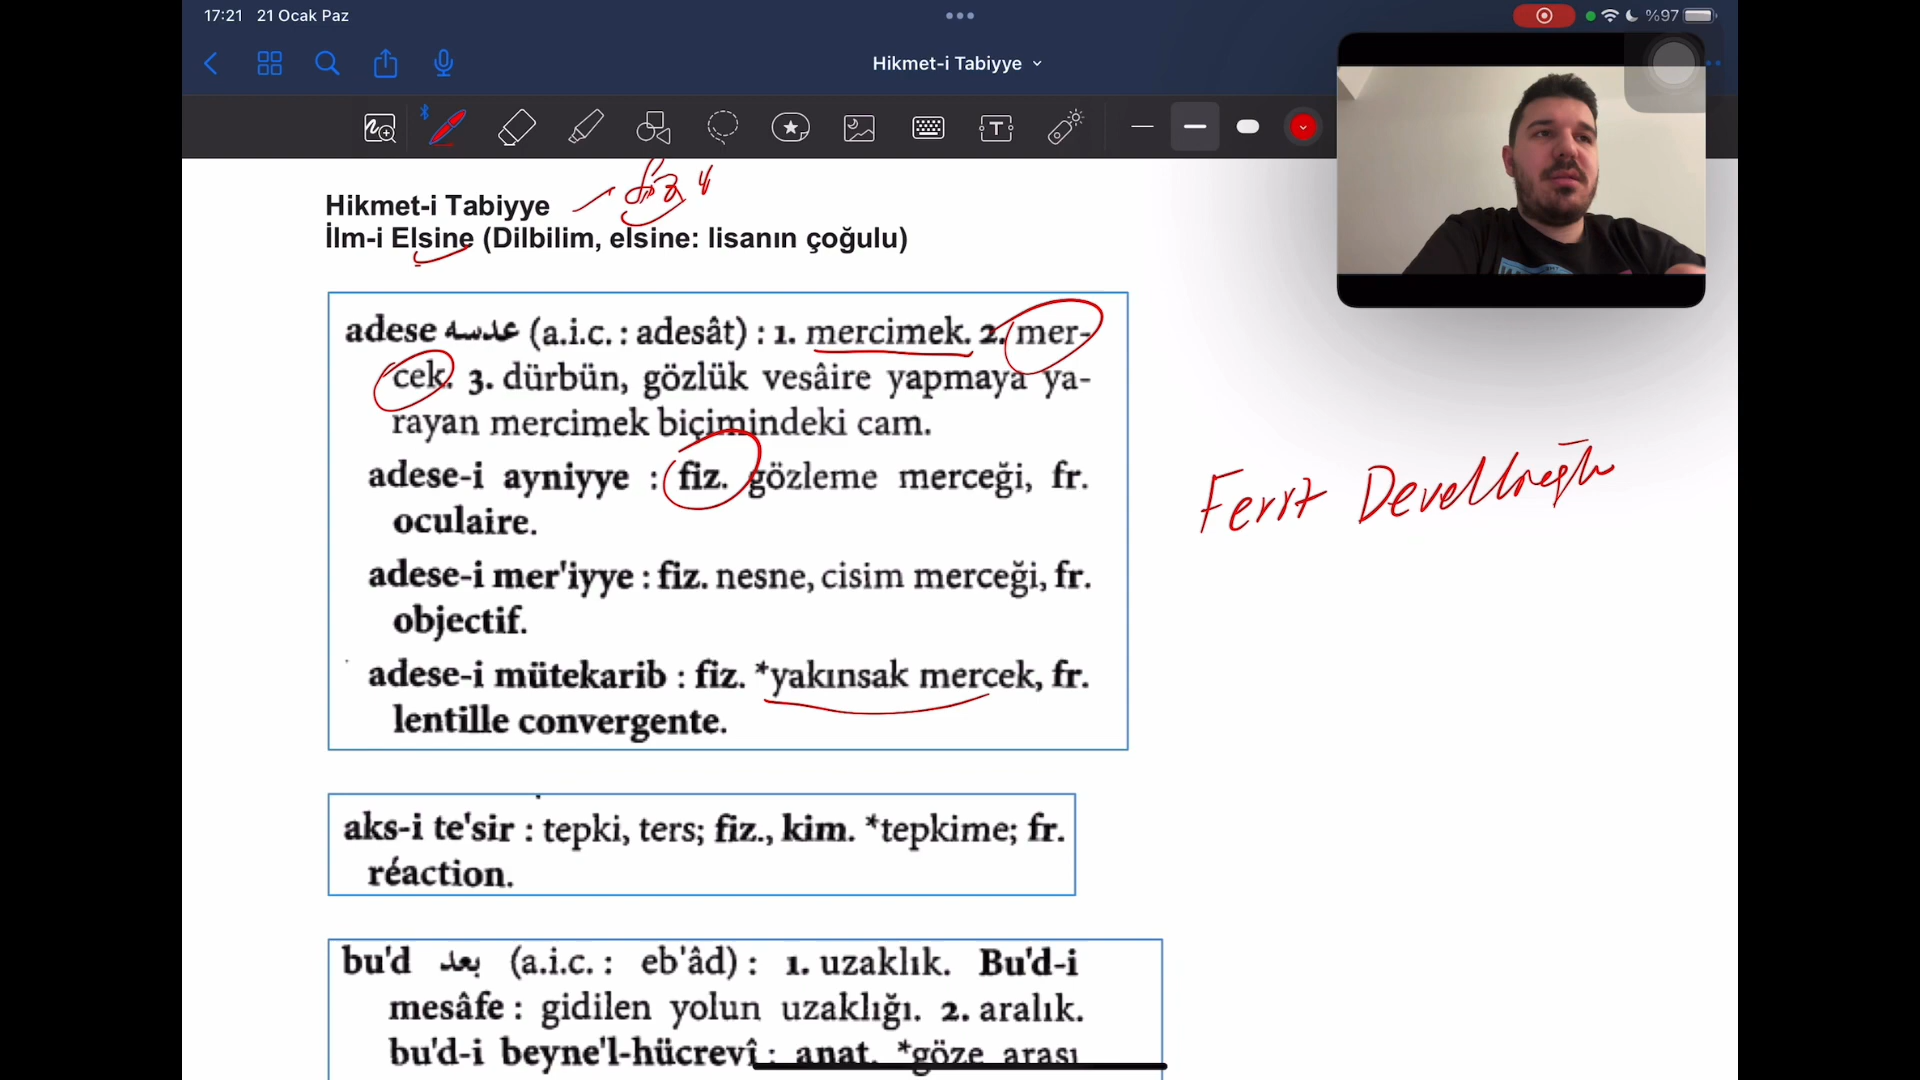 17:21 21 Ocak Paz
%97
Hikmet-i Tabiyye
T
Hikmet-i Tabiyye
İlm-i Elsine (Dilbilim, elsine: lisanın çoğulu)
adese عدسه (a.i.c. : adesât) : 1. mercimek. 2. mer-
cek. 3. dürbün, gözlük vesâire yapmaya ya-
rayan mercimek biçimindeki cam.
adese-i ayniyye : fiz. gözleme merceği, fr.
oculaire.
adese-i mer'iyye : fiz. nesne, cisim merceği, fr.
objectif.
adese-i mütekarib : fiz. *yakınsak mercek, fr.
lentille convergente.
Ferit Devellioğlu
aks-i te'sir : tepki, ters; fiz., kim. *tepkime; fr.
réaction.
bu'd بعد (a.i.c. : eb'âd) : 1. uzaklık. Bu'd-i
mesâfe : gidilen yolun uzaklığı. 2. aralık.
bu'd-i beyne'l-hücrevî : anat. *göze arası